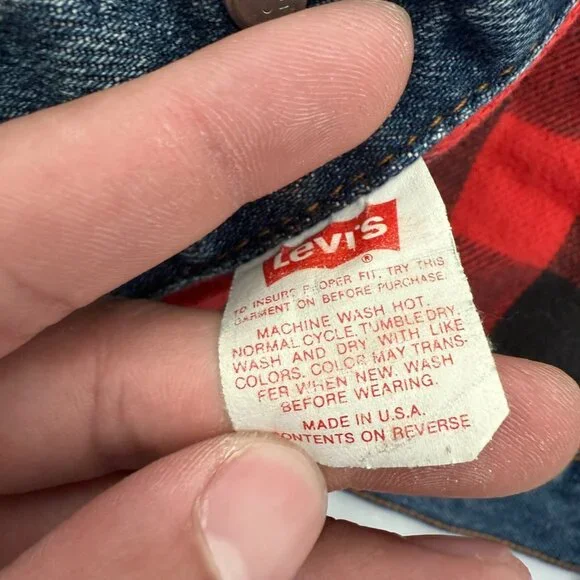 Levi's
®
TO INSURE PROPER FIT, TRY THIS
GARMENT ON BEFORE PURCHASE.
MACHINE WASH HOT.
NORMAL CYCLE. TUMBLE DRY.
WASH AND DRY WITH LIKE
COLORS. COLOR MAY TRANS-
FER WHEN NEW. WASH
BEFORE WEARING.
MADE IN U.S.A.
CONTENTS ON REVERSE